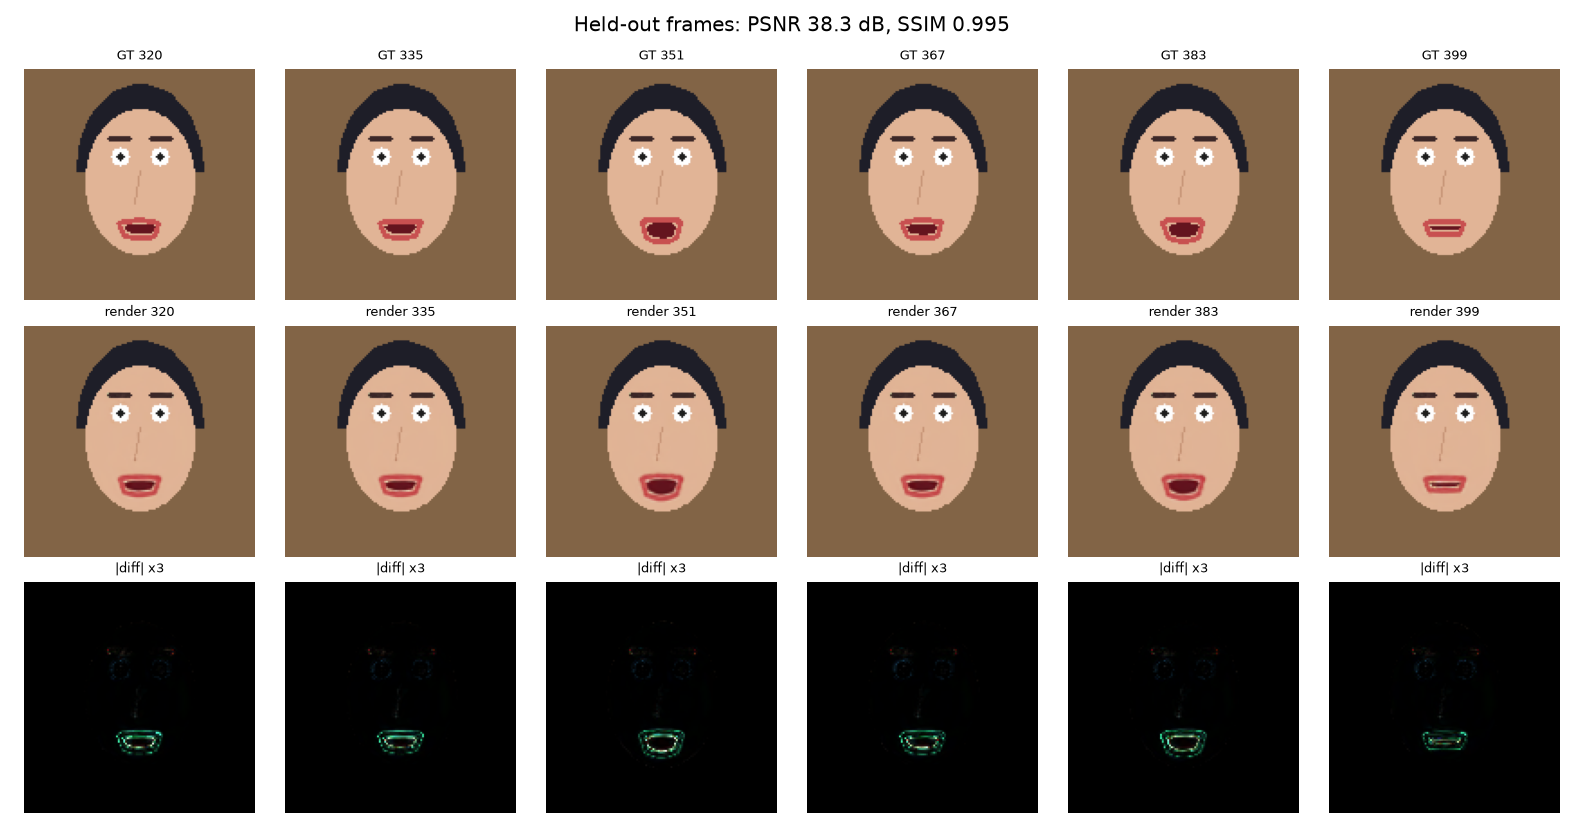 Held-out frames: PSNR 38.3 dB, SSIM 0.995
GT 320 GT 335 GT 351 GT 367 GT 383 GT 399
render 320 render 335 render 351 render 367 render 383 render 399
|diff| x3 |diff| x3 |diff| x3 |diff| x3 |diff| x3 |diff| x3